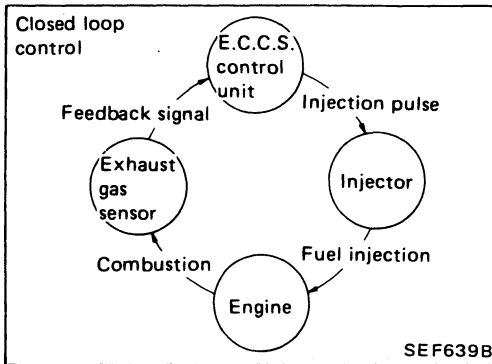 Closed loop
control
E.C.C.S.
control
unit
Injection pulse
Injector
Fuel injection
Engine
Combustion
Exhaust
gas
sensor
Feedback signal
SEF639B